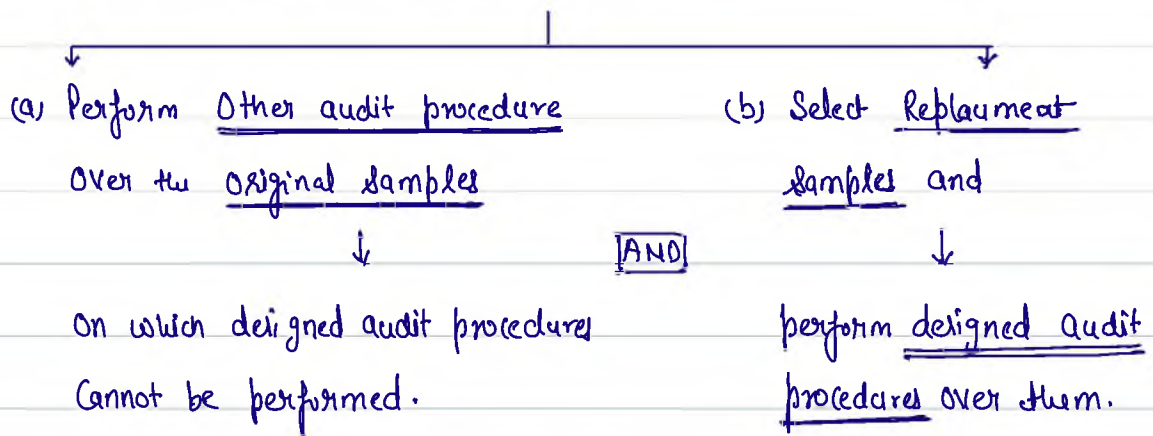 (a) Perform Other audit procedure
over the original samples
On which designed audit procedures
Cannot be performed.
AND
(b) Select Replaumeat
samples and
perform designed audit
procedures over them.